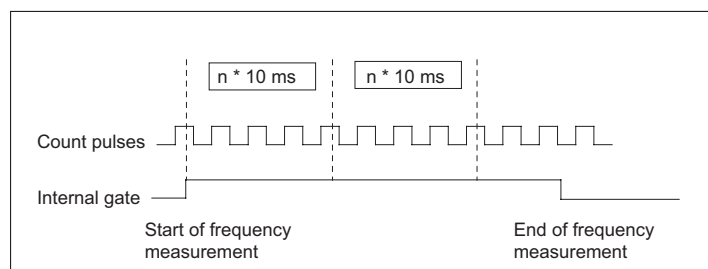 n * 10 ms
n * 10 ms
Count pulses
Internal gate
Start of frequency
measurement
End of frequency
measurement